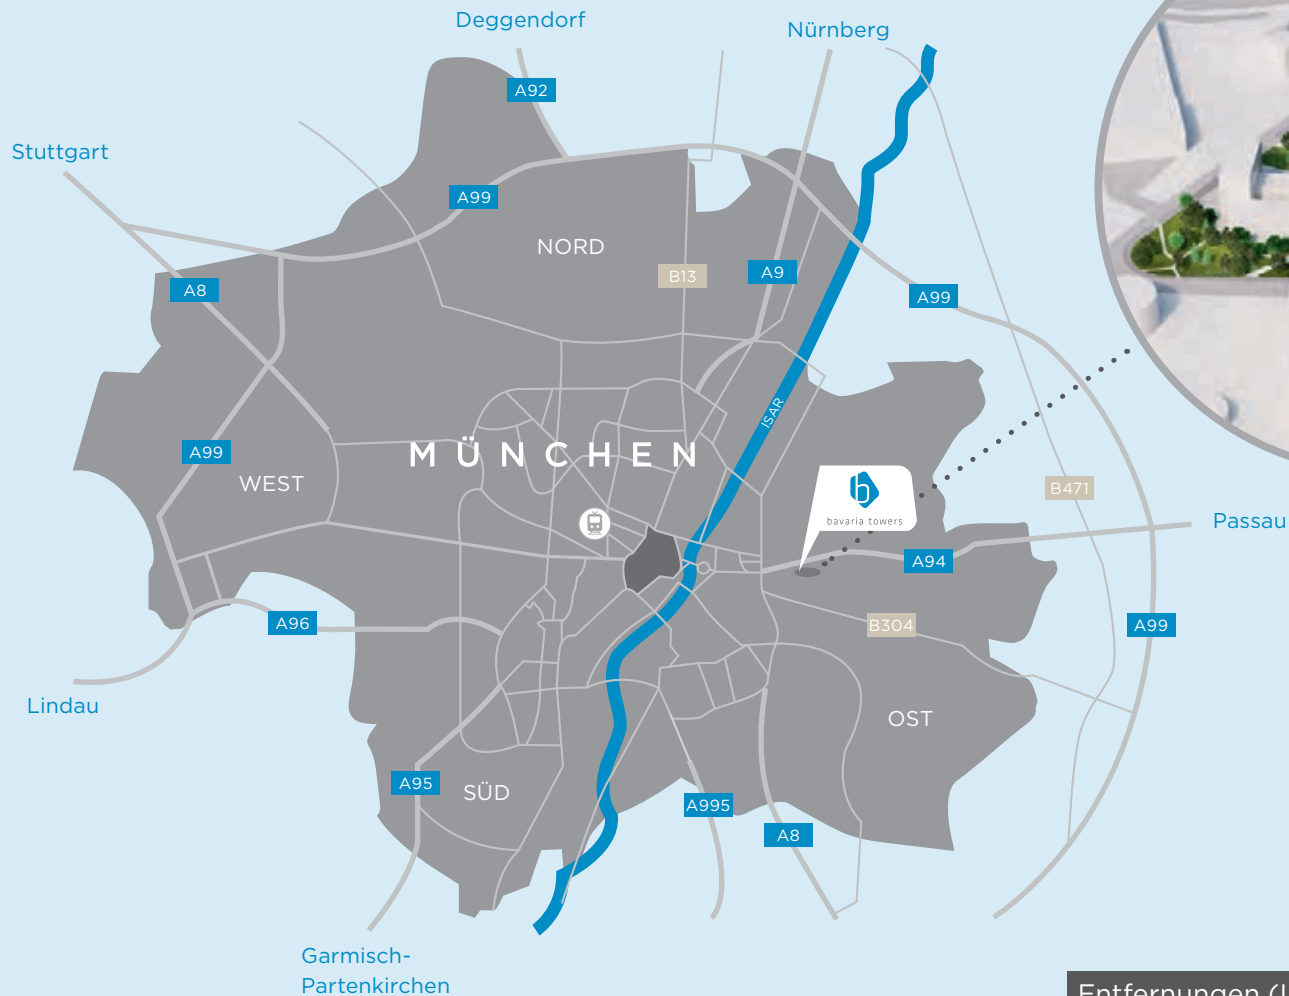 Deggendorf
Nürnberg
A92
Stuttgart
A99
NORD
B13
A9
A8
A99
ISAR
MÜNCHEN
A99
WEST
b
bavaria towers
B471
Passau
A94
A96
B304
A99
Lindau
OST
A95
SÜD
A995
A8
Garmisch-
Partenkirchen
Entfernungen